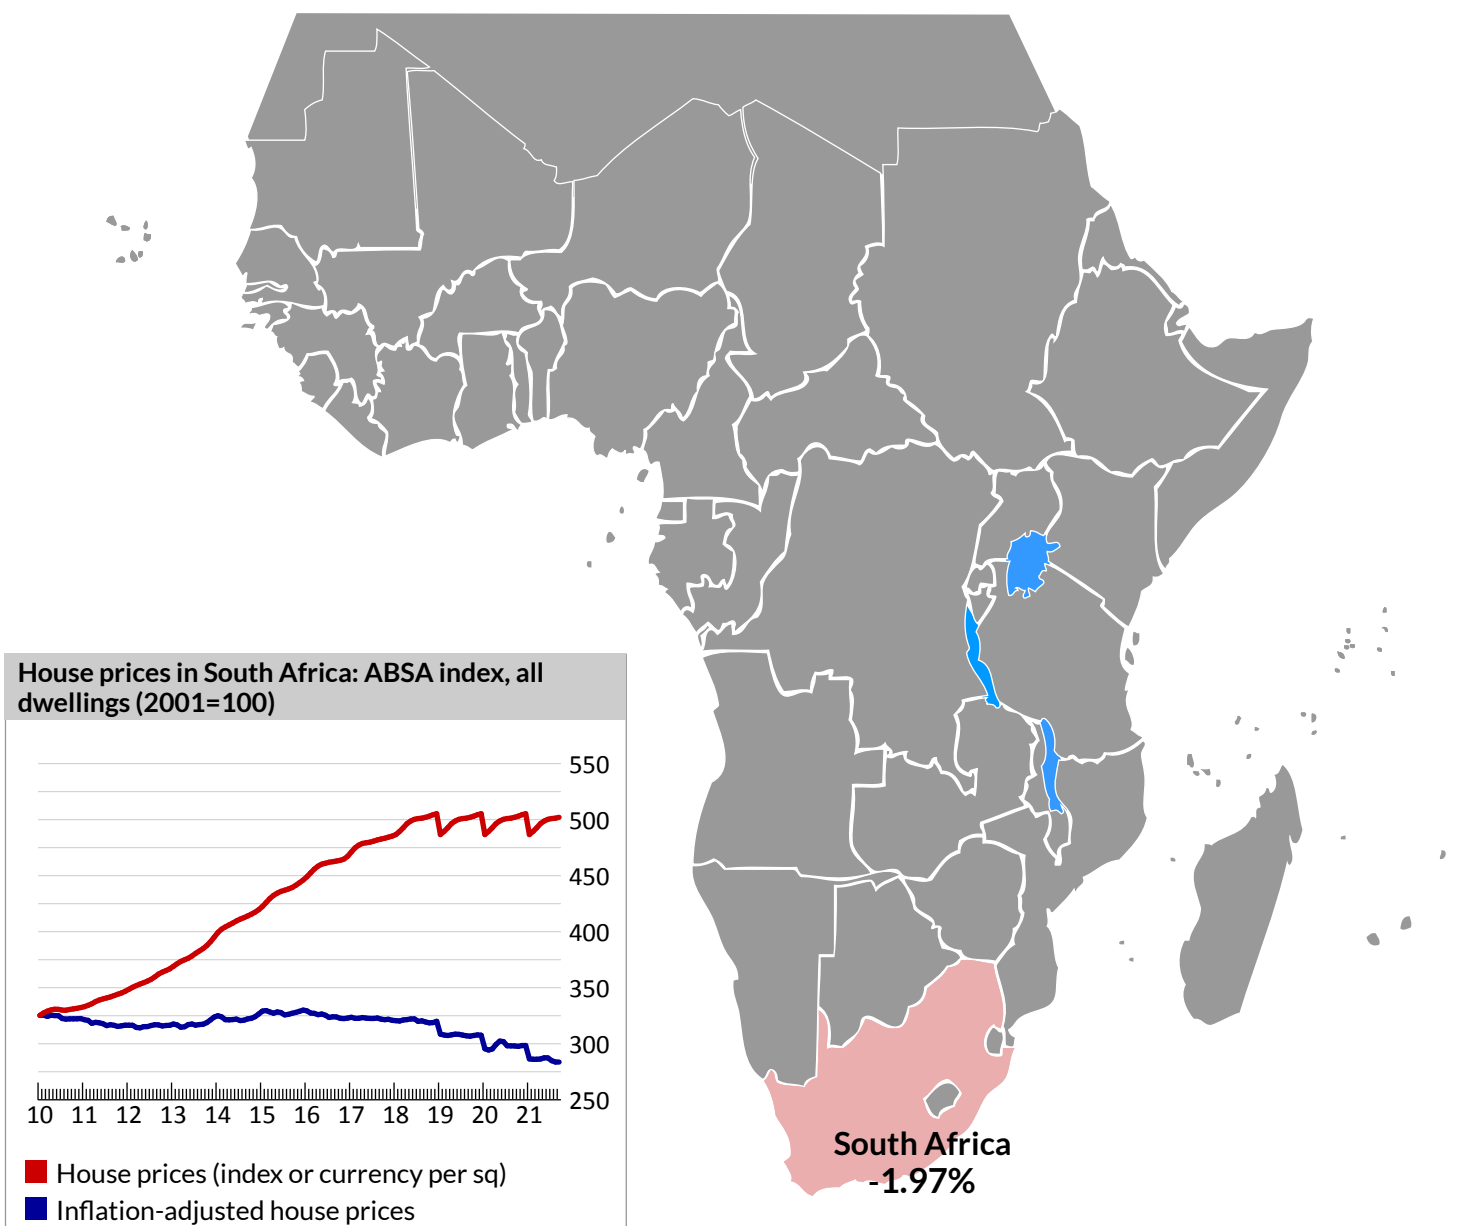 House prices in South Africa: ABSA index, all
dwellings (2001=100)
550
500
450
400
350
300
250
10 11 12 13 14 15 16 17 18 19 20 21
House prices (index or currency per sq)
Inflation-adjusted house prices
South Africa
-1.97%